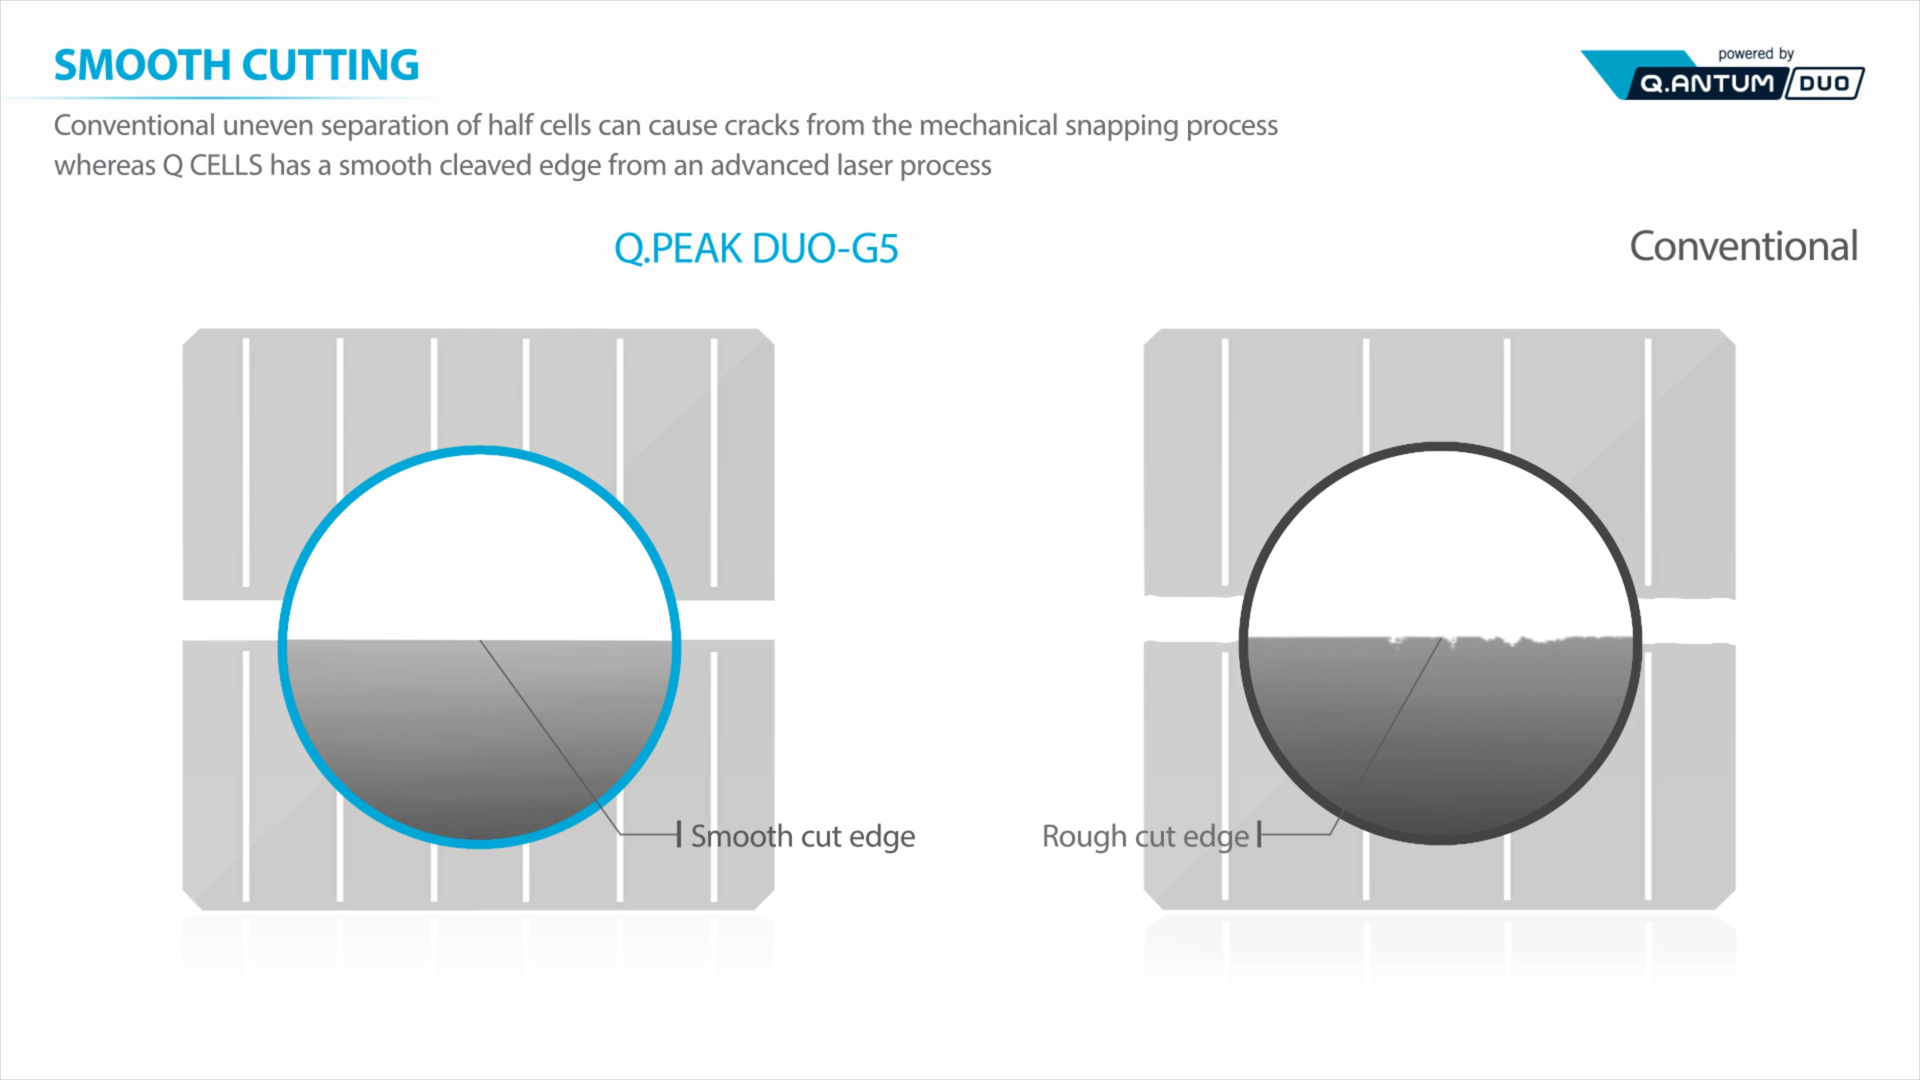 SMOOTH CUTTING
powered by
Q.ANTUM DUO
Conventional uneven separation of half cells can cause cracks from the mechanical snapping process
whereas Q CELLS has a smooth cleaved edge from an advanced laser process
Q.PEAK DUO-G5
Conventional
Smooth cut edge
Rough cut edge